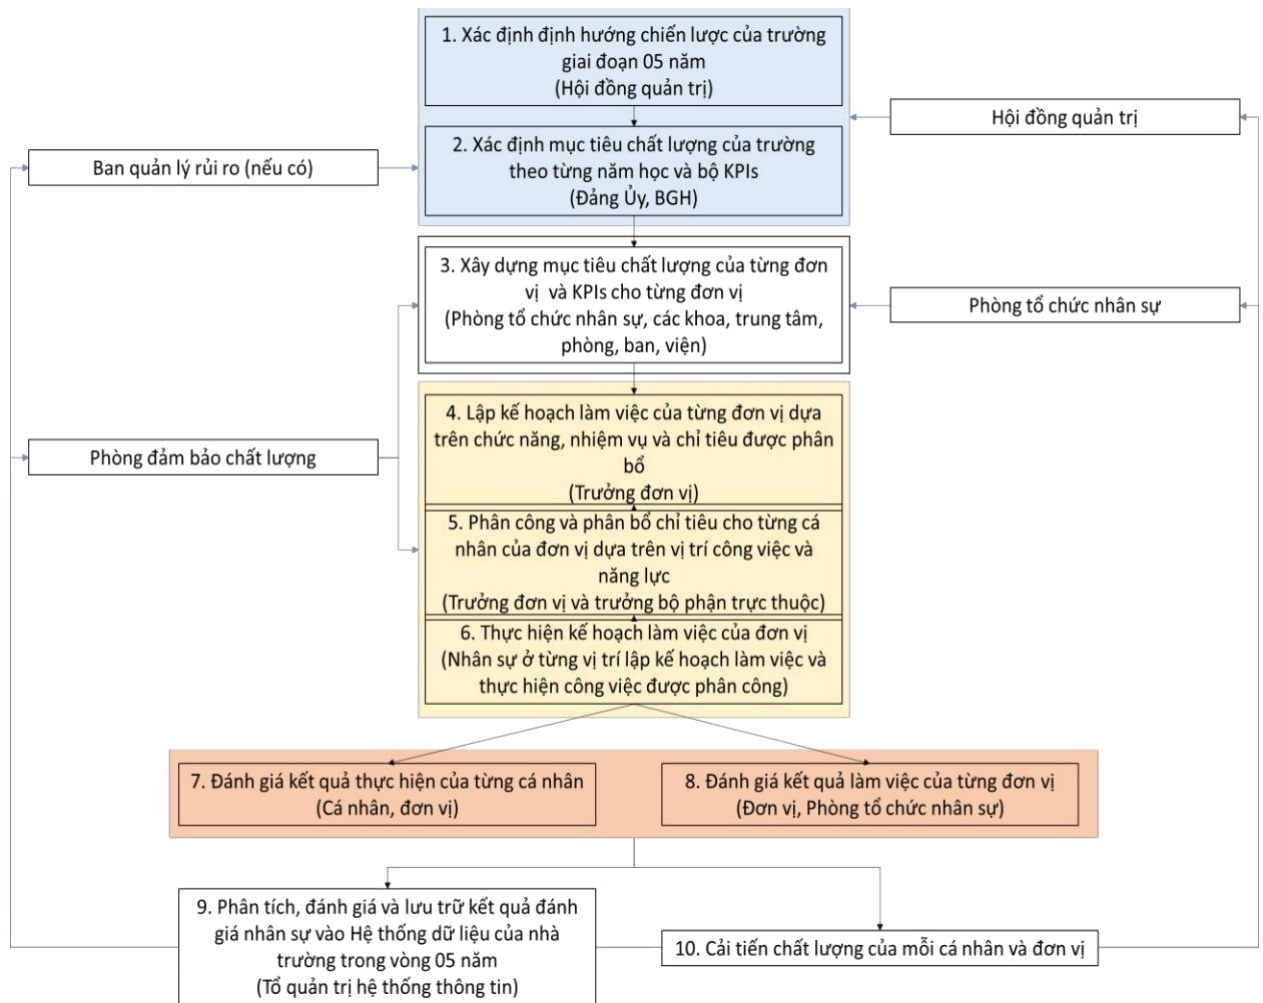 1. Xác định định hướng chiến lược của trường
giai đoạn 05 năm
(Hội đồng quản trị)
Hội đồng quản trị
2. Xác định mục tiêu chất lượng của trường
theo từng năm học và bộ KPIs
(Đảng Ủy, BGH)
Ban quản lý rủi ro (nếu có)
3. Xây dựng mục tiêu chất lượng của từng đơn
vị và KPIs cho từng đơn vị
(Phòng tổ chức nhân sự, các khoa, trung tâm,
phòng, ban, viện)
Phòng tổ chức nhân sự
4. Lập kế hoạch làm việc của từng đơn vị dựa
trên chức năng, nhiệm vụ và chỉ tiêu được phân
bổ
(Trưởng đơn vị)
Phòng đảm bảo chất lượng
5. Phân công và phân bổ chỉ tiêu cho từng cá
nhân của đơn vị dựa trên vị trí công việc và
năng lực
(Trưởng đơn vị và trưởng bộ phận trực thuộc)
6. Thực hiện kế hoạch làm việc của đơn vị
(Nhân sự ở từng vị trí lập kế hoạch làm việc và
thực hiện công việc được phân công)
7. Đánh giá kết quả thực hiện của từng cá nhân
(Cá nhân, đơn vị)
8. Đánh giá kết quả làm việc của từng đơn vị
(Đơn vị, Phòng tổ chức nhân sự)
9. Phân tích, đánh giá và lưu trữ kết quả đánh
giá nhân sự vào Hệ thống dữ liệu của nhà
trường trong vòng 05 năm
(Tổ quản trị hệ thống thông tin)
10. Cải tiến chất lượng của mỗi cá nhân và đơn vị